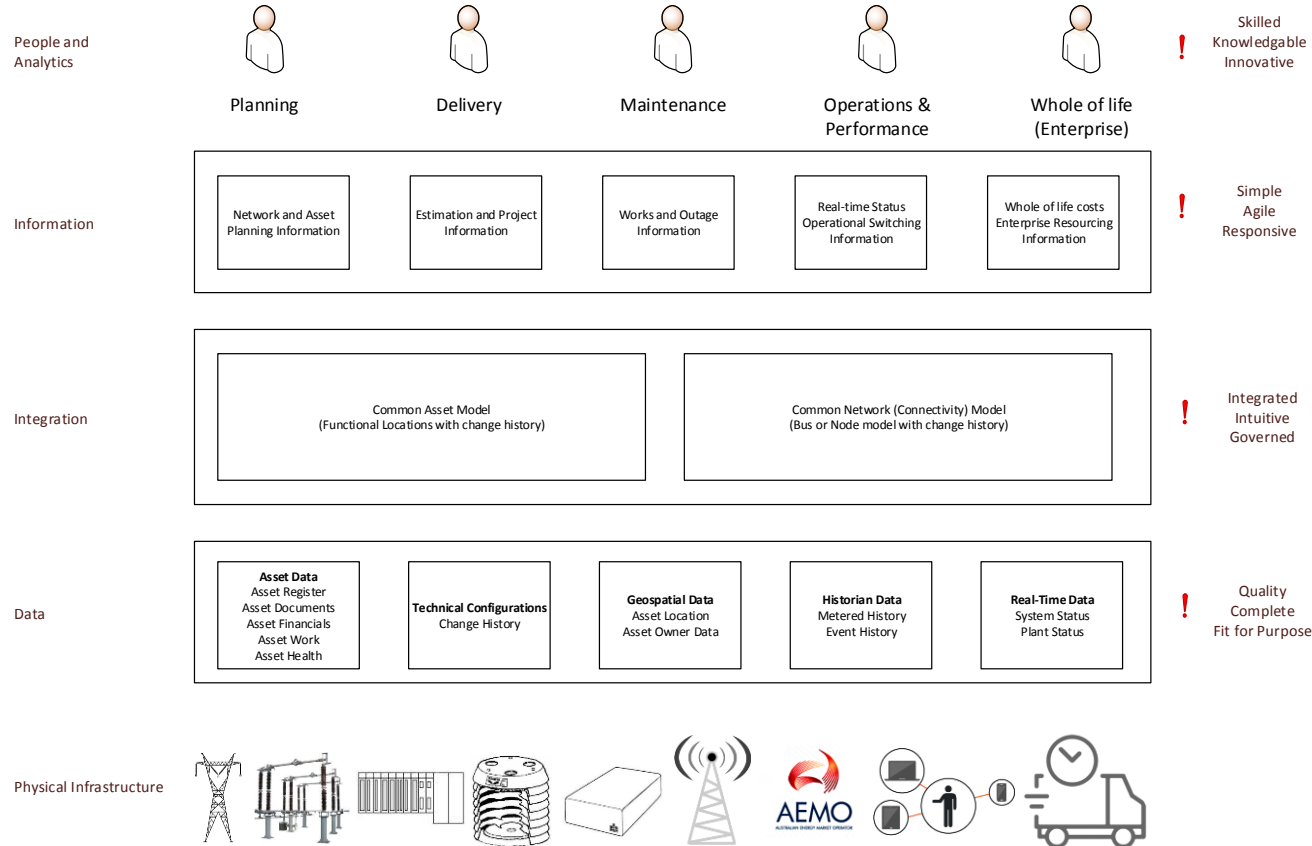 People and
Analytics
Planning
Delivery
Maintenance
Operations &
Performance
Whole of life
(Enterprise)
!
Skilled
Knowledgable
Innovative
Information
Network and Asset
Planning Information
Estimation and Project
Information
Works and Outage
Information
Real-time Status
Operational Switching
Information
Whole of life costs
Enterprise Resourcing
Information
!
Simple
Agile
Responsive
Integration
Common Asset Model
(Functional Locations with change history)
Common Network (Connectivity) Model
(Bus or Node model with change history)
!
Integrated
Intuitive
Governed
Data
Asset Data
Asset Register
Asset Documents
Asset Financials
Asset Work
Asset Health
Technical Configurations
Change History
Geospatial Data
Asset Location
Asset Owner Data
Historian Data
Metered History
Event History
Real-Time Data
System Status
Plant Status
!
Quality
Complete
Fit for Purpose
Physical Infrastructure
AEMO
AUSTRALIAN ENERGY MARKET OPERATOR